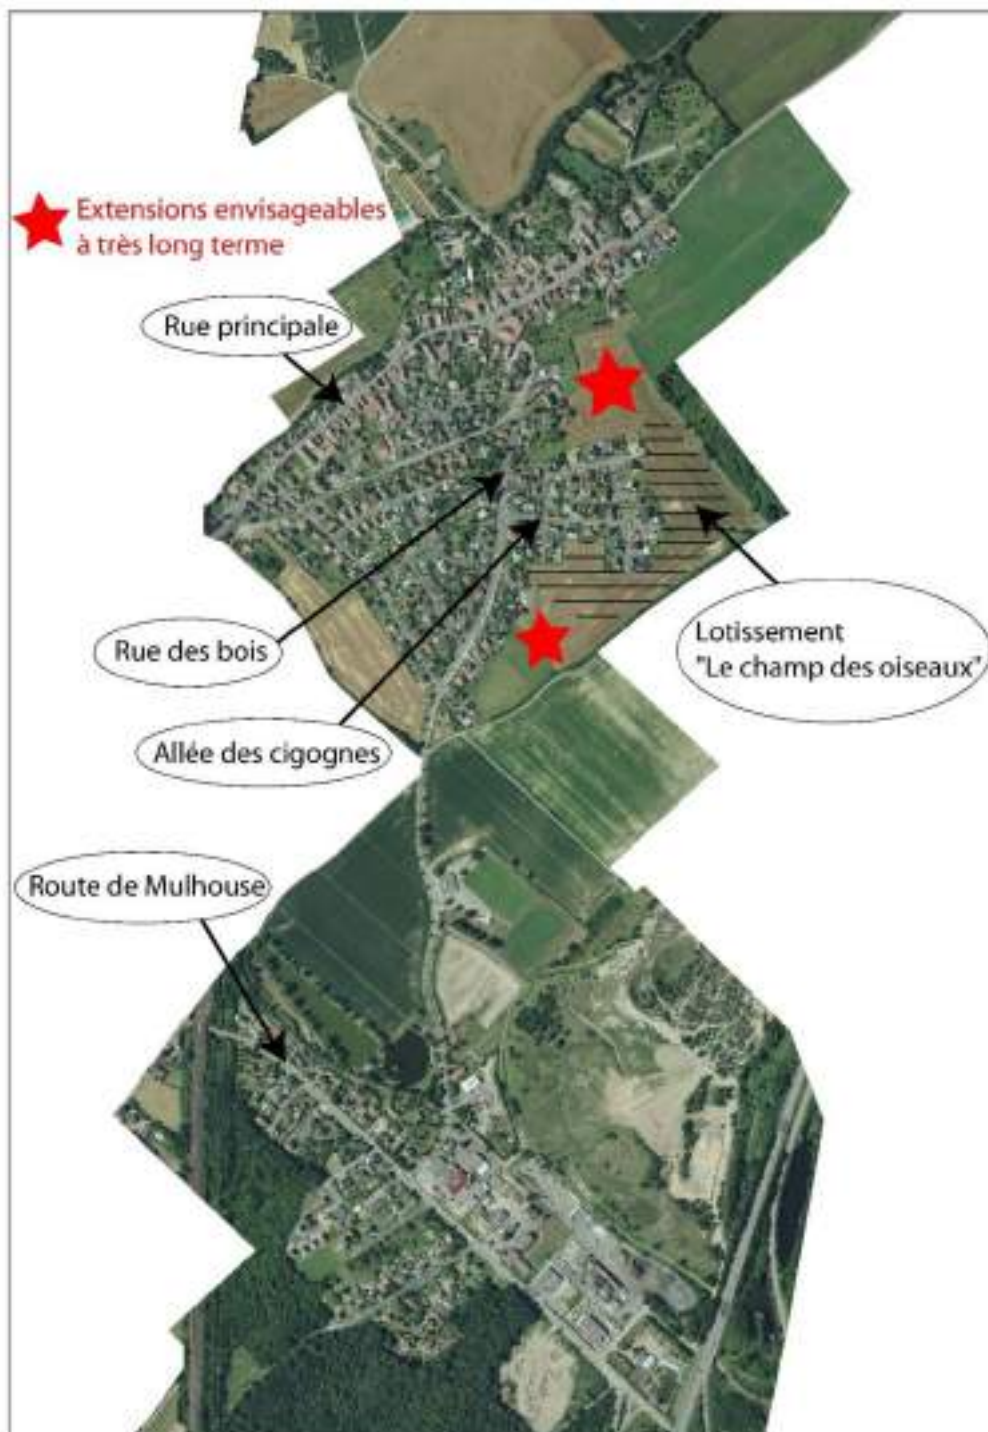 Extensions envisageables
à très long terme
Rue principale
Rue des bois
Lotissement
"Le champ des oiseaux"
Allée des cigognes
Route de Mulhouse